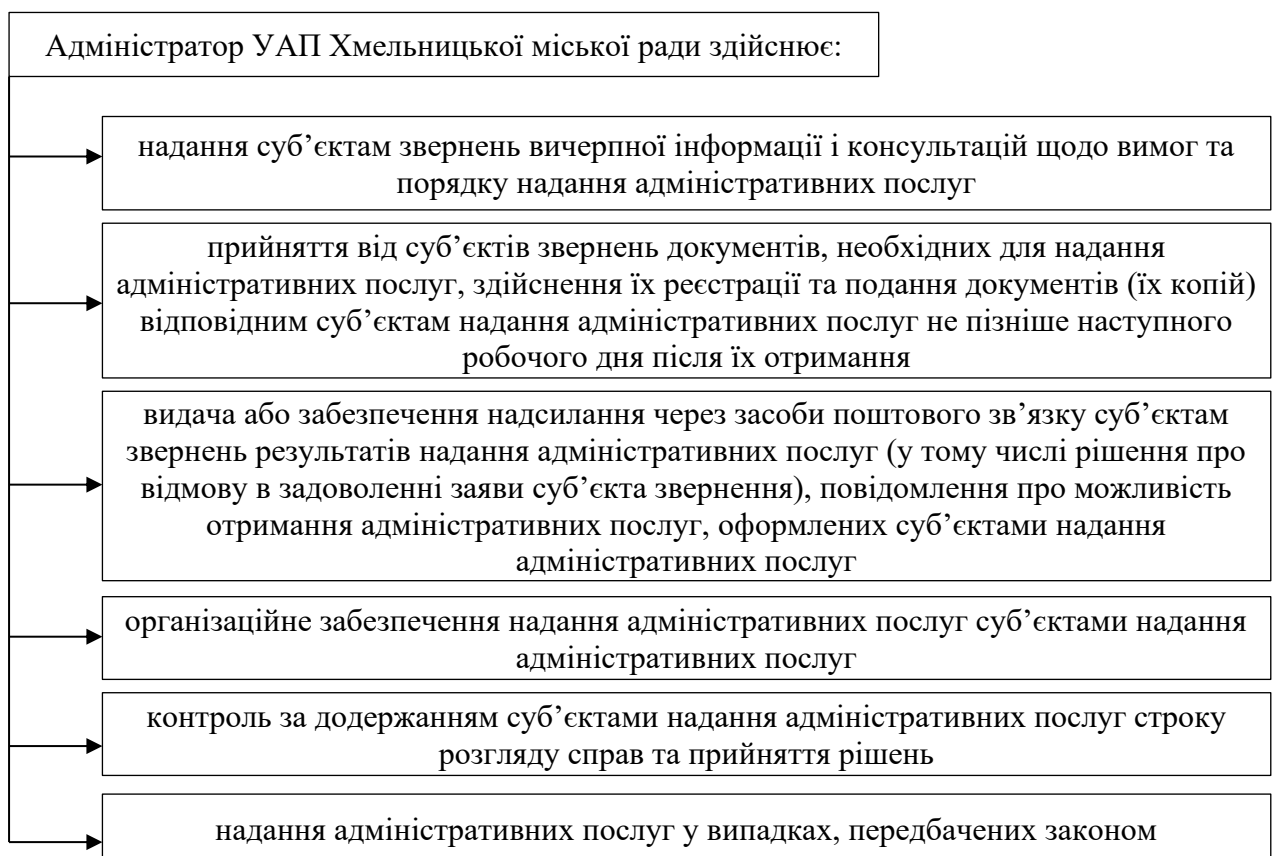 Адміністратор УАП Хмельницької міської ради здійснює:
надання суб’єктам звернень вичерпної інформації і консультацій щодо вимог та
порядку надання адміністративних послуг
прийняття від суб’єктів звернень документів, необхідних для надання
адміністративних послуг, здійснення їх реєстрації та подання документів (їх копій)
відповідним суб’єктам надання адміністративних послуг не пізніше наступного
робочого дня після їх отримання
видача або забезпечення надсилання через засоби поштового зв’язку суб’єктам
звернень результатів надання адміністративних послуг (у тому числі рішення про
відмову в задоволенні заяви суб’єкта звернення), повідомлення про можливість
отримання адміністративних послуг, оформлених суб’єктами надання
адміністративних послуг
організаційне забезпечення надання адміністративних послуг суб’єктами надання
адміністративних послуг
контроль за додержанням суб’єктами надання адміністративних послуг строку
розгляду справ та прийняття рішень
надання адміністративних послуг у випадках, передбачених законом